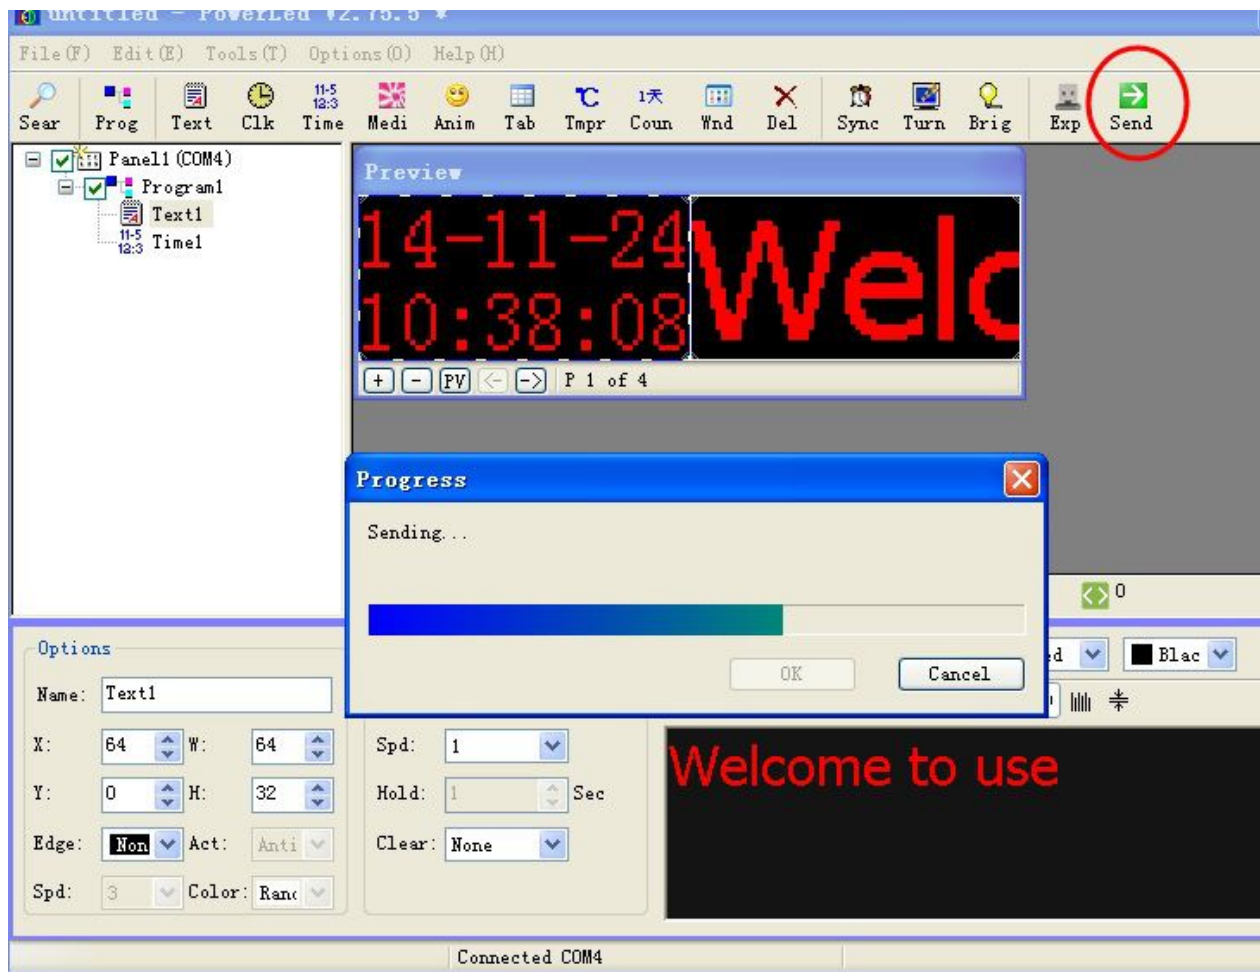 untitled - PowerLed V2.75.5 *
File(F) Edit(E) Tools(T) Options(O) Help(H)
11-5
12:3
℃
1天
Sear Prog Text Clk Time Medi Anim Tab Tmpr Coun Wnd Del Sync Turn Brig Exp Send
Panel1(COM4)
Program1
Text1
11-5
12:3 Time1
Preview
14-11-24
10:38:08
Welc
+ - PV <- -> P 1 of 4
Progress
Sending...
0
OK Cancel
Options
Blac
Name: Text1
X: 64 W: 64 Spd: 1
Y: 0 H: 32 Hold: 1 Sec
Edge: Non Act: Anti Clear: None
Spd: 3 Color: Ranc
Welcome to use
Connected COM4